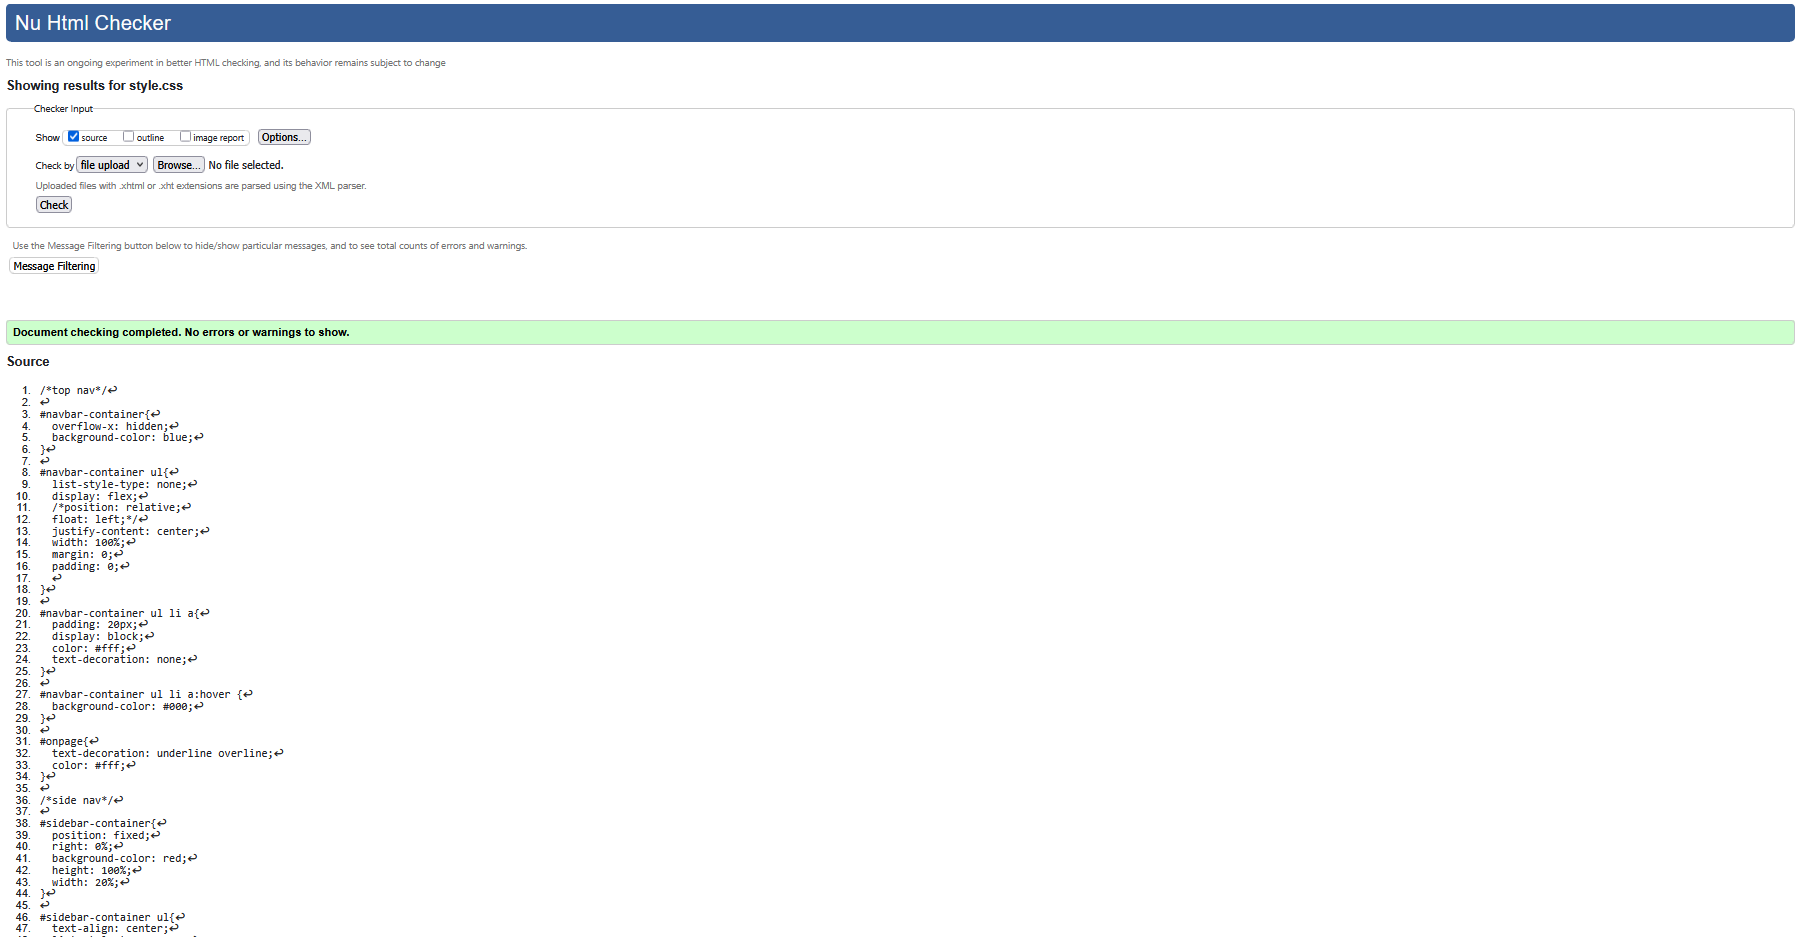 Nu Html Checker
This tool is an ongoing experiment in better HTML checking, and its behavior remains subject to change
Showing results for style.css
Checker Input
Show source outline image report Options...
Check by file upload Browse... No file selected.
Uploaded files with .xhtml or .xht extensions are parsed using the XML parser.
Check
Use the Message Filtering button below to hide/show particular messages, and to see total counts of errors and warnings.
Message Filtering
Document checking completed. No errors or warnings to show.
Source
1. /*top nav*/↩
2. ↩
3. #navbar-container{↩
4. overflow-x: hidden;↩
5. background-color: blue;↩
6. }↩
7. ↩
8. #navbar-container ul{↩
9. list-style-type: none;↩
10. display: flex;↩
11. /*position: relative;↩
12. float: left;*/↩
13. justify-content: center;↩
14. width: 100%;↩
15. margin: 0;↩
16. padding: 0;↩
17. ↩
18. }↩
19. ↩
20. #navbar-container ul li a{↩
21. padding: 20px;↩
22. display: block;↩
23. color: #fff;↩
24. text-decoration: none;↩
25. }↩
26. ↩
27. #navbar-container ul li a:hover {↩
28. background-color: #000;↩
29. }↩
30. ↩
31. #onpage{↩
32. text-decoration: underline overline;↩
33. color: #fff;↩
34. }↩
35. ↩
36. /*side nav*/↩
37. ↩
38. #sidebar-container{↩
39. position: fixed;↩
40. right: 0%;↩
41. background-color: red;↩
42. height: 100%;↩
43. width: 20%;↩
44. }↩
45. ↩
46. #sidebar-container ul{↩
47. text-align: center;↩